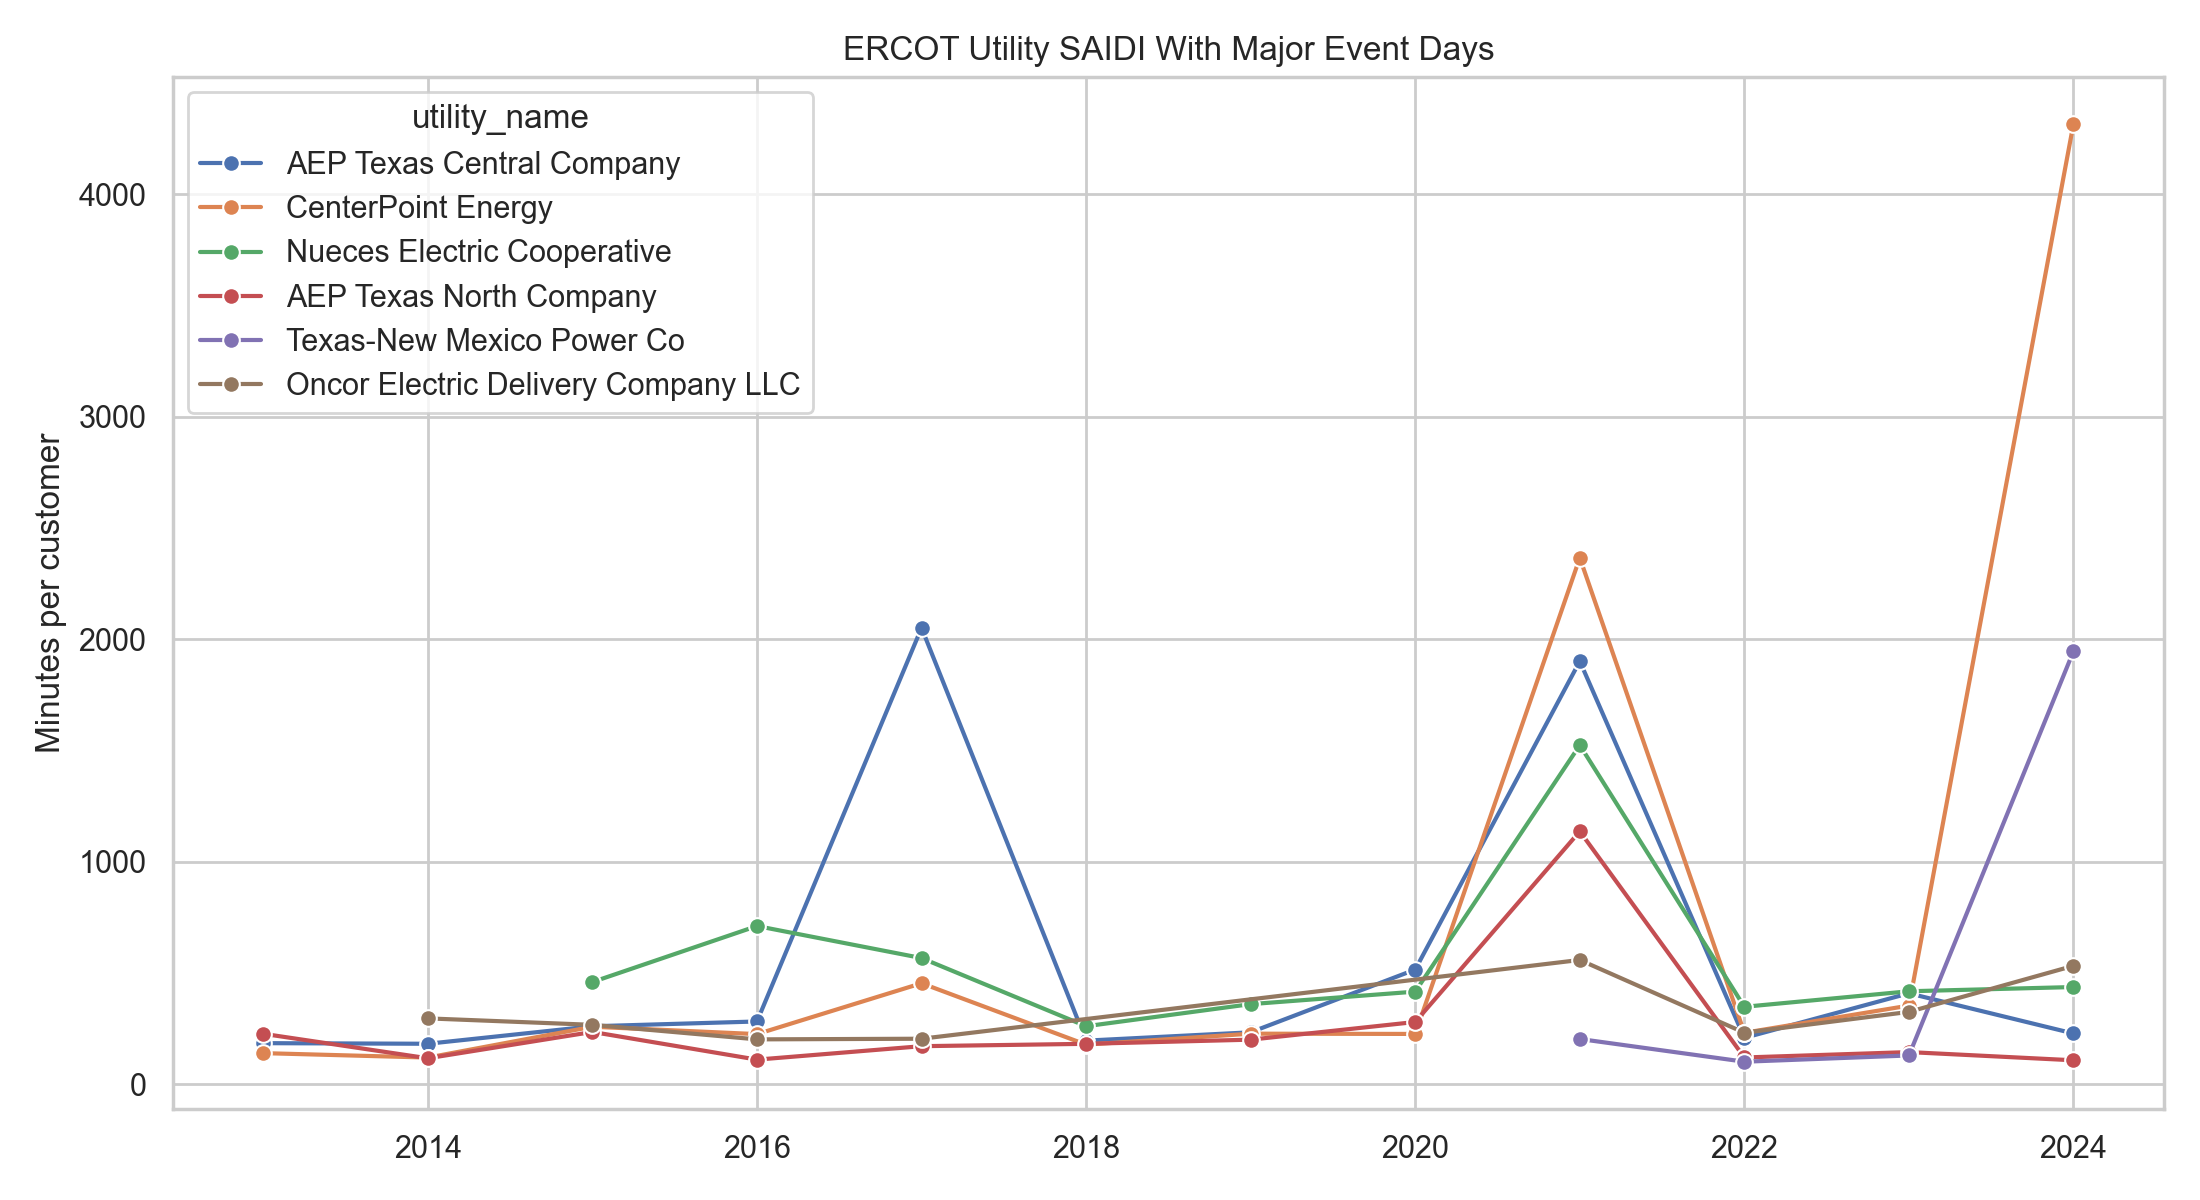 ERCOT Utility SAIDI With Major Event Days
utility_name
AEP Texas Central Company
CenterPoint Energy
Nueces Electric Cooperative
AEP Texas North Company
Texas-New Mexico Power Co
Oncor Electric Delivery Company LLC
Minutes per customer
4000
3000
2000
1000
0
2014
2016
2018
2020
2022
2024